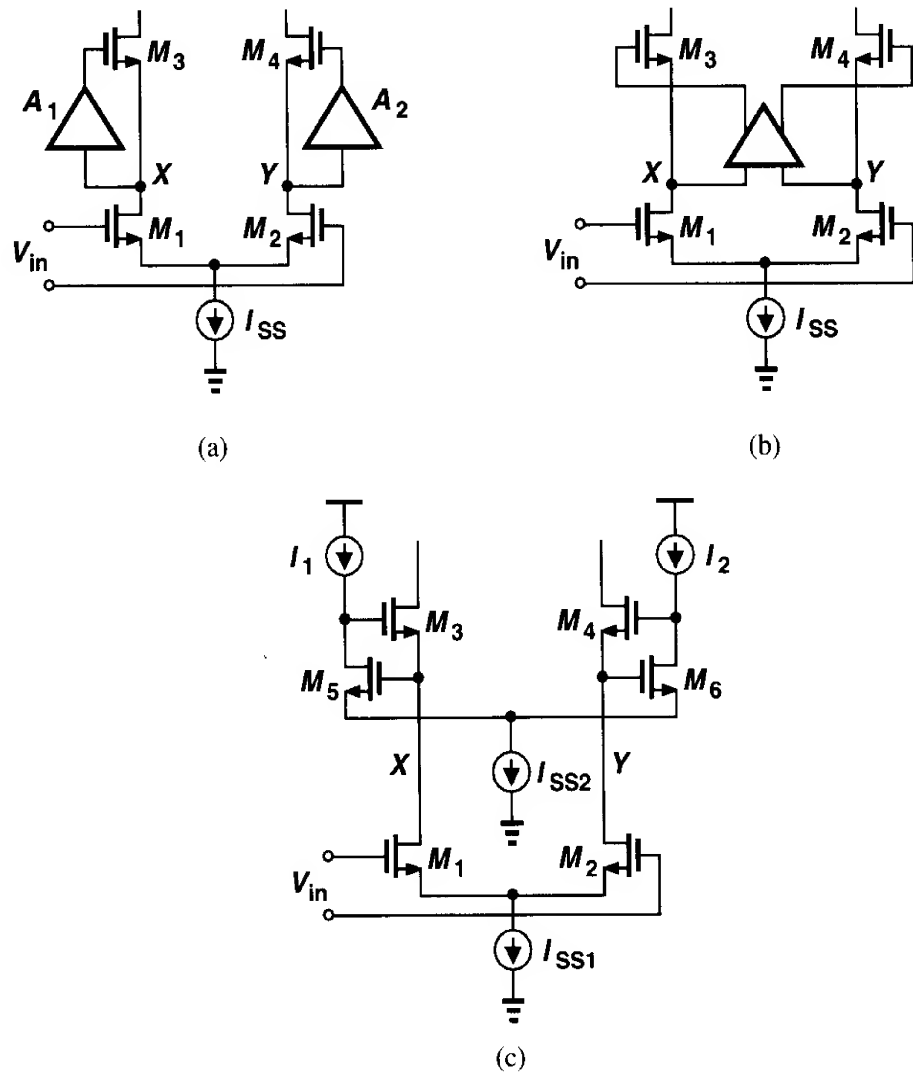 M3 M4 M3 M4
A1 A2
X Y X Y
M1 M2 M1 M2
Vin Vin
ISS ISS
(a) (b)
I1 I2
M3 M4
M5 M6
X Y
ISS2
M1 M2
Vin
ISS1
(c)